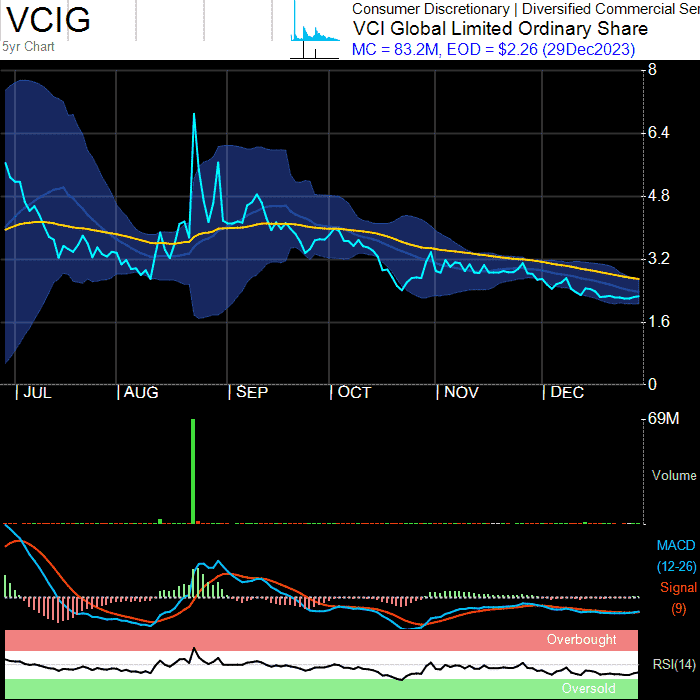 VCIG
5yr Chart
Consumer Discretionary | Diversified Commercial Ser
VCI Global Limited Ordinary Share
MC = 83.2M, EOD = $2.26 (29Dec2023)
8
6.4
4.8
3.2
1.6
0
| JUL | AUG | SEP | OCT | NOV | DEC
69M
Volume
MACD
(12-26)
Signal
(9)
Overbought
RSI(14)
Oversold